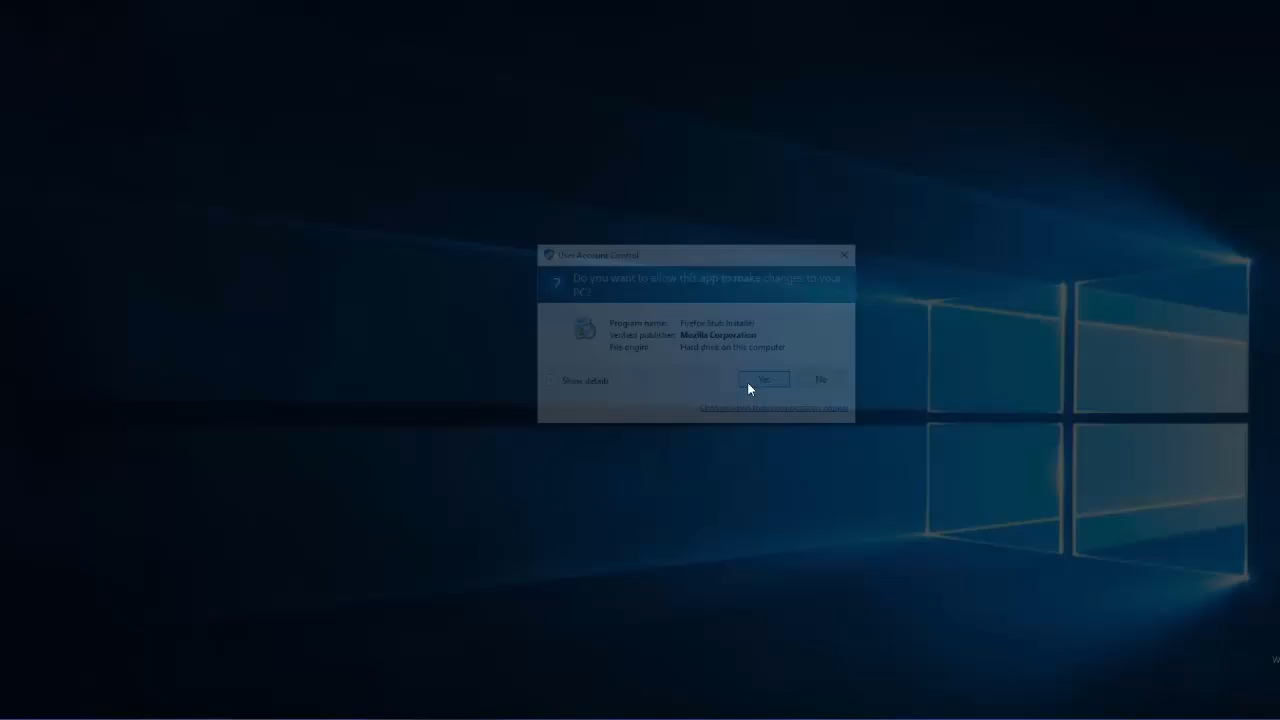 User Account Control
Do you want to allow this app to make changes to your
PC?
Program name: Firefox Stub Installer
Verified publisher: Mozilla Corporation
File origin: Hard drive on this computer
Show details
Yes
No